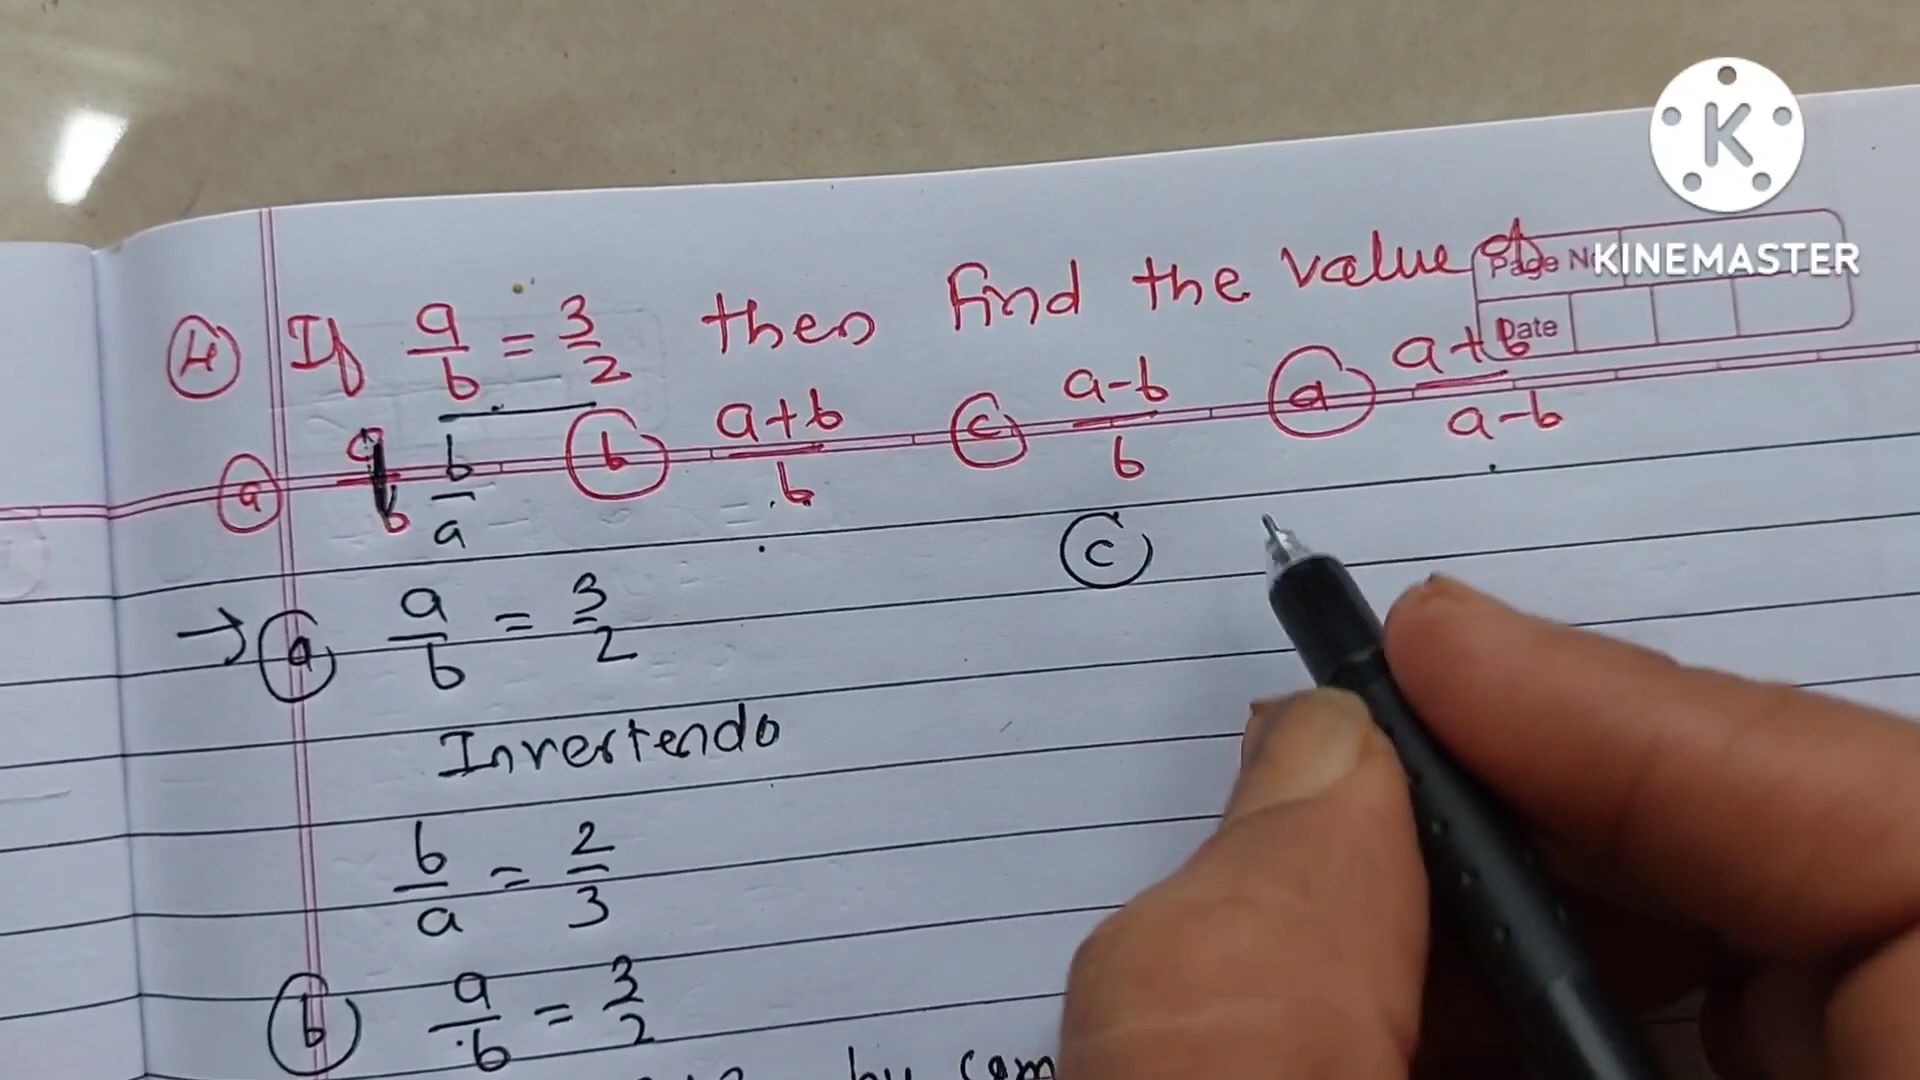 K
KINEMASTER
Page No
Date
④ If a/b = 3/2 then find the value of
ⓐ a/b b/a ⓑ a+b/b ⓒ a-b/b ⓐ a+b/a-b
→ ⓐ a/b = 3/2 ⓒ
Invertendo
b/a = 2/3
ⓑ a/b = 3/2
by com